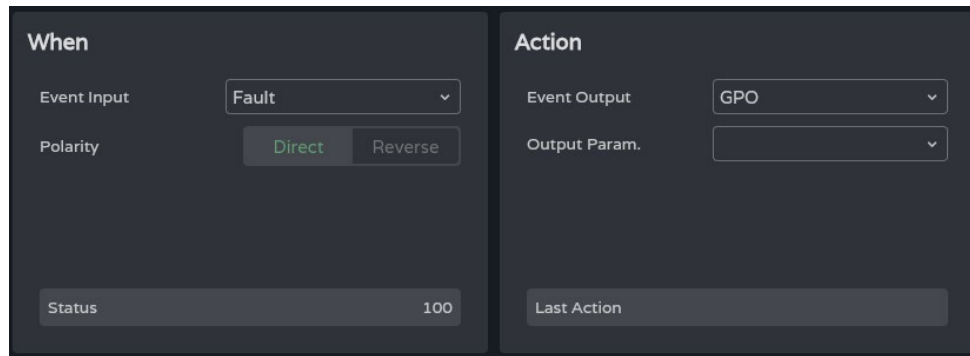 When
Event Input Fault
Polarity Direct Reverse
Status 100
Action
Event Output GPO
Output Param.
Last Action